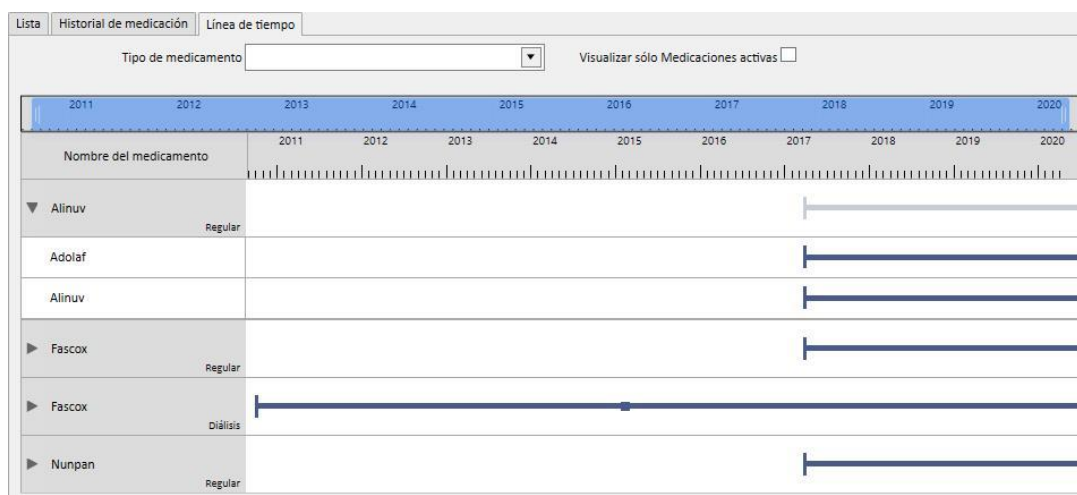 Lista Historial de medicación Línea de tiempo
Tipo de medicamento Visualizar sólo Medicaciones activas
2011 2012 2013 2014 2015 2016 2017 2018 2019 2020
Nombre del medicamento 2011 2012 2013 2014 2015 2016 2017 2018 2019 2020
Alinuv
Regular
Adolaf
Alinuv
Fascox
Regular
Fascox
Diálisis
Nunpan
Regular